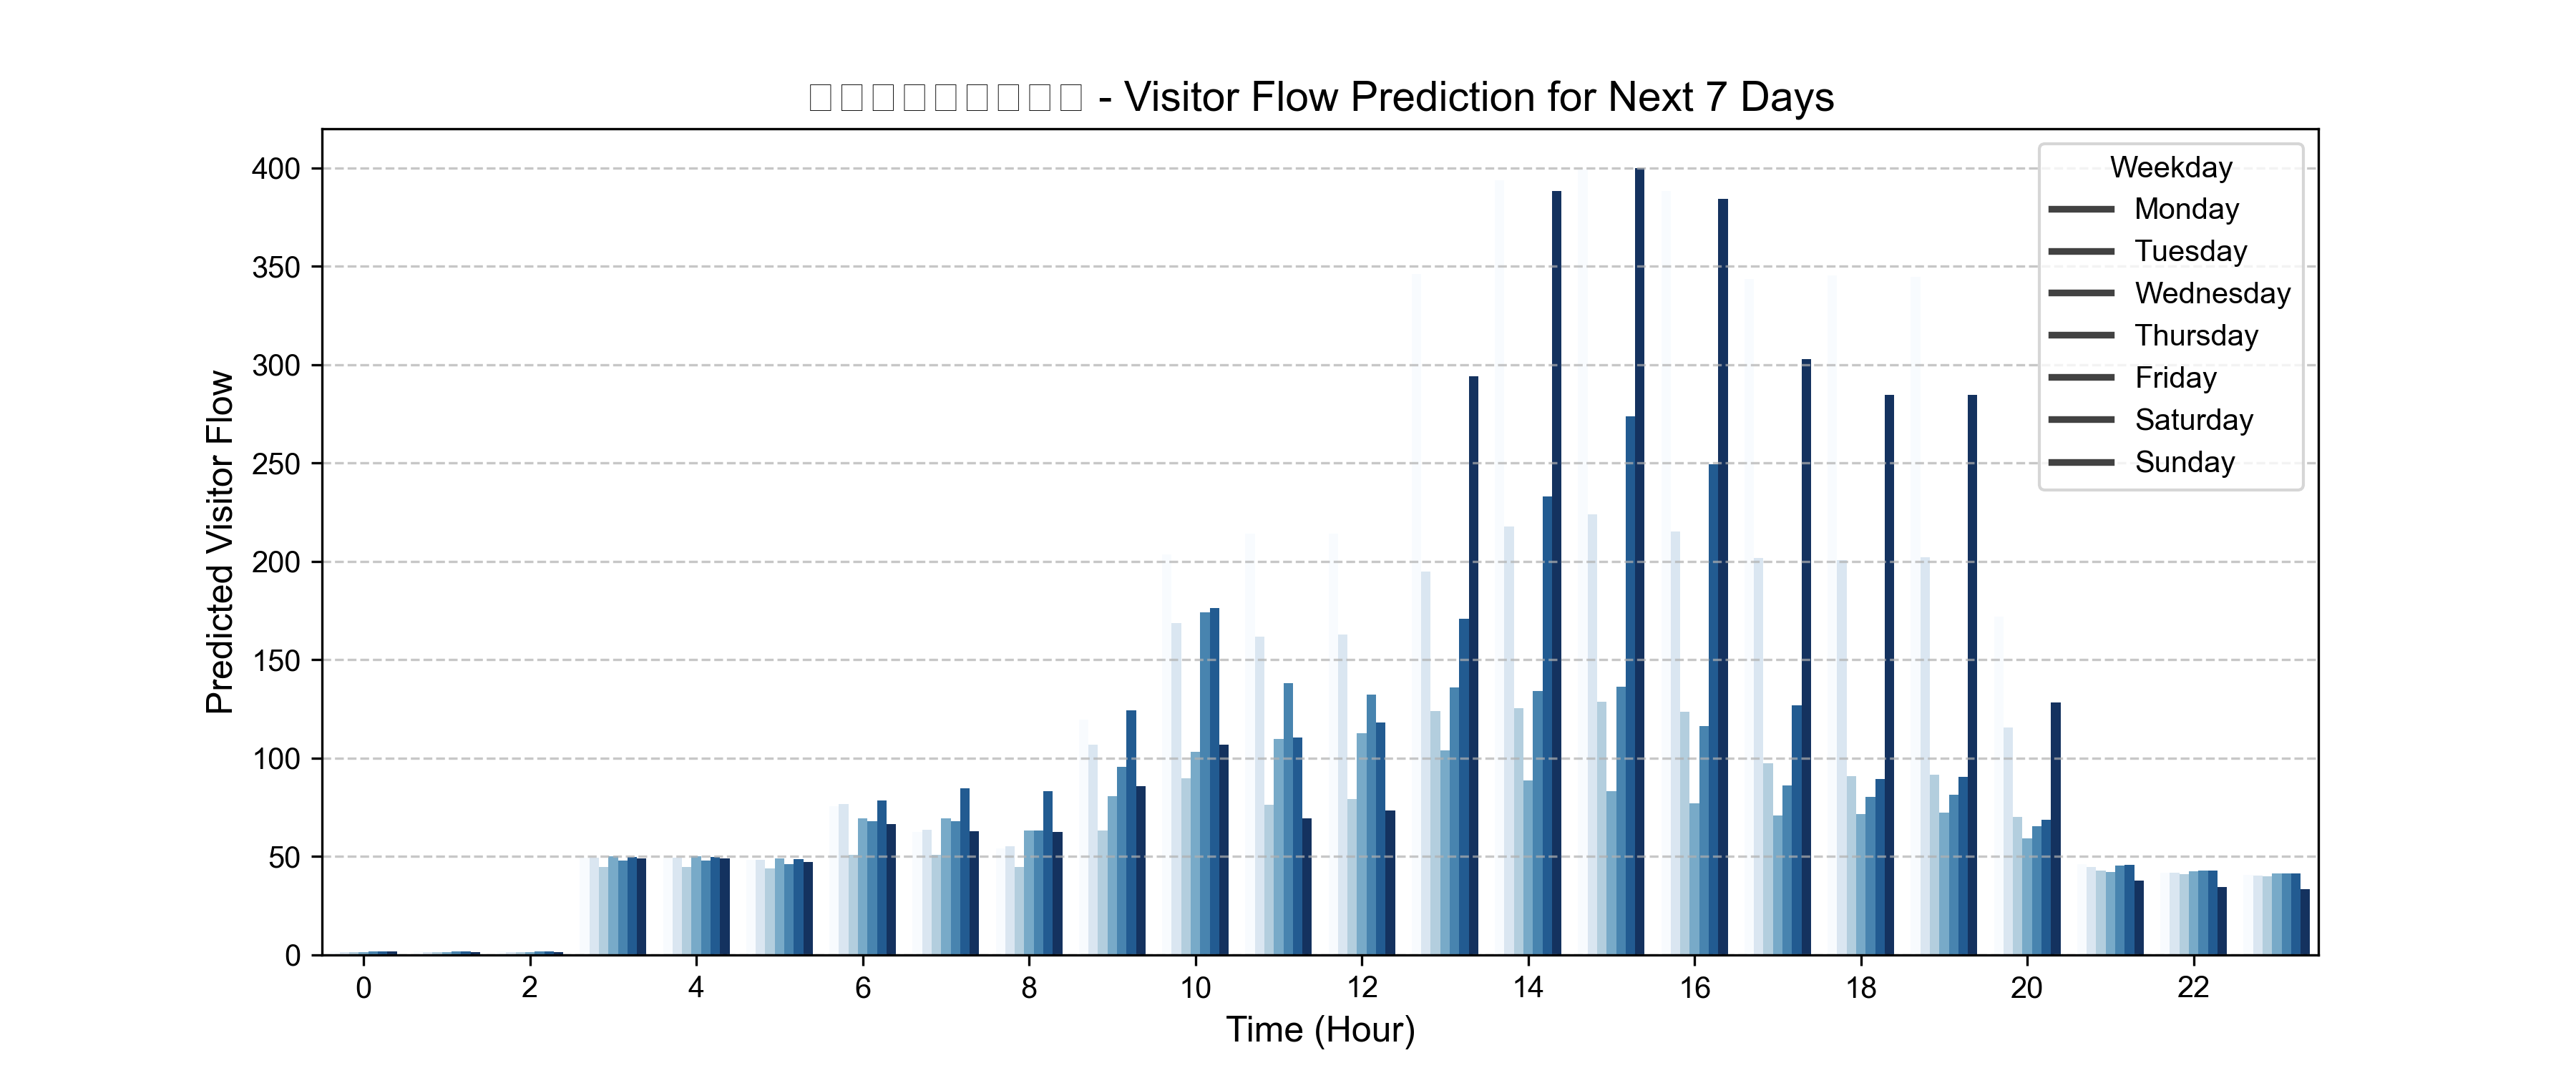 - Visitor Flow Prediction for Next 7 Days
400
350
300
250
200
150
100
50
0
Predicted Visitor Flow
Weekday
Monday
Tuesday
Wednesday
Thursday
Friday
Saturday
Sunday
0 2 4 6 8 10 12 14 16 18 20 22
Time (Hour)